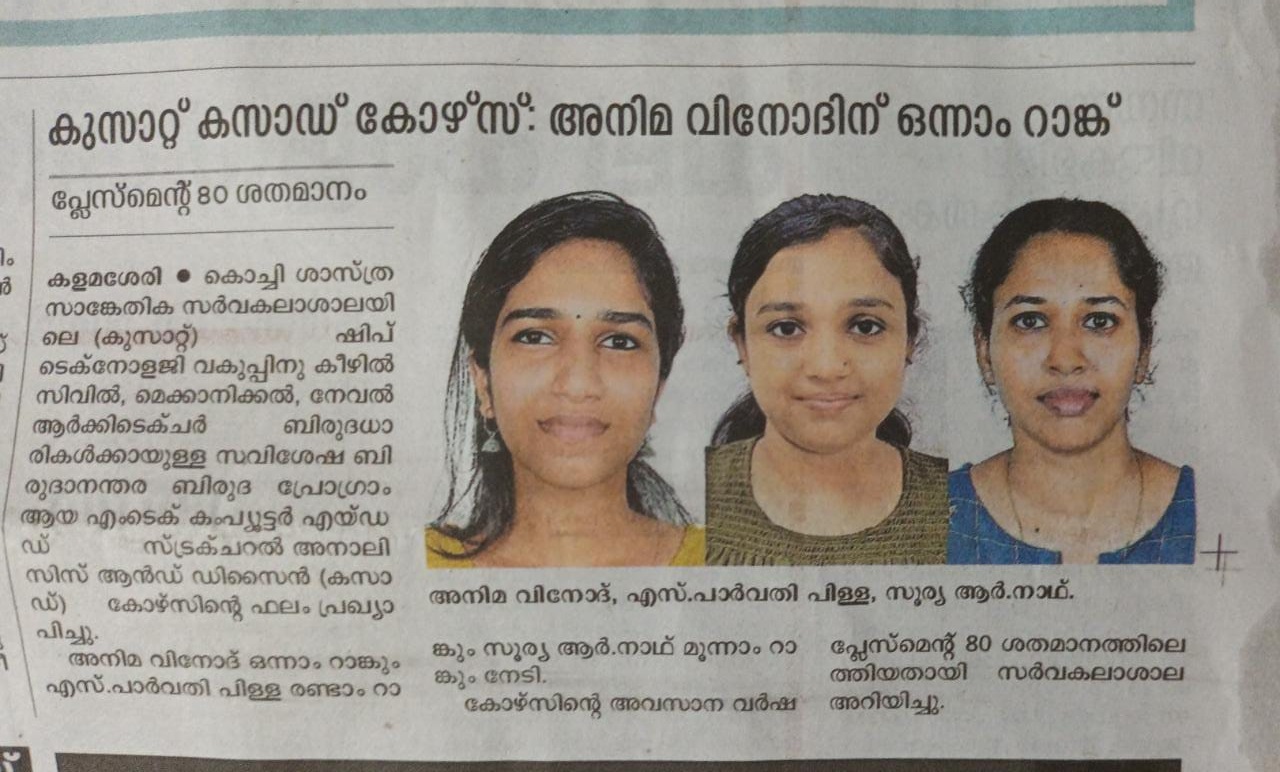 കുസാറ്റ് കസാഡ് കോഴ്സ്: അനിമ വിനോദിന് ഒന്നാം റാങ്ക്
പ്ലേസ്മെന്റ് 80 ശതമാനം
കളമശേരി ● കൊച്ചി ശാസ്ത്ര
സാങ്കേതിക സർവകലാശാലയി
ലെ (കുസാറ്റ്) ഷിപ്
ടെക്നോളജി വകുപ്പിനു കീഴിൽ
സിവിൽ, മെക്കാനിക്കൽ, നേവൽ
ആർക്കിടെക്ചർ ബിരുദധാ
രികൾക്കായുള്ള സവിശേഷ ബി
രുദാനന്തര ബിരുദ പ്രോഗ്രാം
ആയ എംടെക് കംപ്യൂട്ടർ എയ്ഡ
ഡ് സ്ട്രക്ചറൽ അനാലി
സിസ് ആൻഡ് ഡിസൈൻ (കസാ
ഡ്) കോഴ്സിന്റെ ഫലം പ്രഖ്യാ
പിച്ചു.
അനിമ വിനോദ് ഒന്നാം റാങ്കും
എസ്.പാർവതി പിള്ള രണ്ടാം റാ
അനിമ വിനോദ്, എസ്.പാർവതി പിള്ള, സൂര്യ ആർ.നാഥ്.
ങ്കും സൂര്യ ആർ.നാഥ് മൂന്നാം റാ
ങ്കും നേടി.
കോഴ്സിന്റെ അവസാന വർഷ
പ്ലേസ്മെന്റ് 80 ശതമാനത്തിലെ
ത്തിയതായി സർവകലാശാല
അറിയിച്ചു.